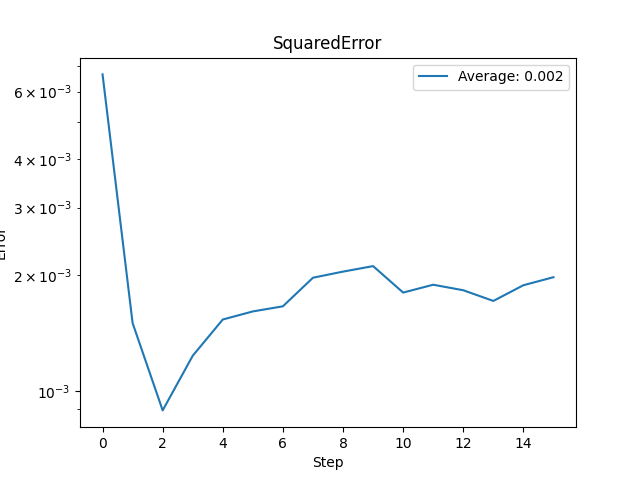 SquaredError
Average: 0.002
6 × 10⁻³
4 × 10⁻³
3 × 10⁻³
2 × 10⁻³
10⁻³
Error
0 2 4 6 8 10 12 14
Step